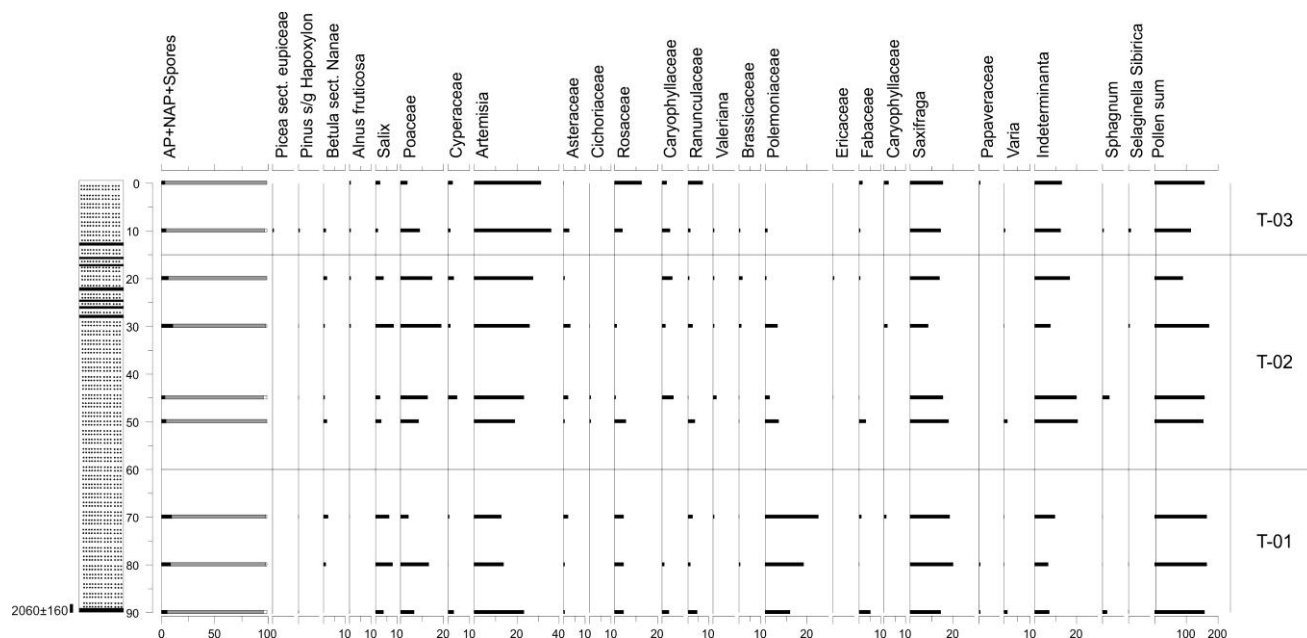 AP+NAP+Spores
Picea sect. eupiceae
Pinus s/g Hapoxylon
Betula sect. Nanae
Alnus fruticosa
Salix
Poaceae
Cyperaceae
Artemisia
Asteraceae
Cichoriaceae
Rosaceae
Caryophyllaceae
Ranunculaceae
Valeriana
Brassicaceae
Polemoniaceae
Ericaceae
Fabaceae
Caryophyllaceae
Saxifraga
Papaveraceae
Varia
Indeterminanta
Sphagnum
Selaginella Sibirica
Pollen sum
0
10
T-03
20
30
40
T-02
50
60
70
T-01
80
2060±160 90
0 50 100 10 10 10 20 10 20 40 10 10 20 10 10 10 10 20 10 10 10 20 10 10 20 10 10 100 200